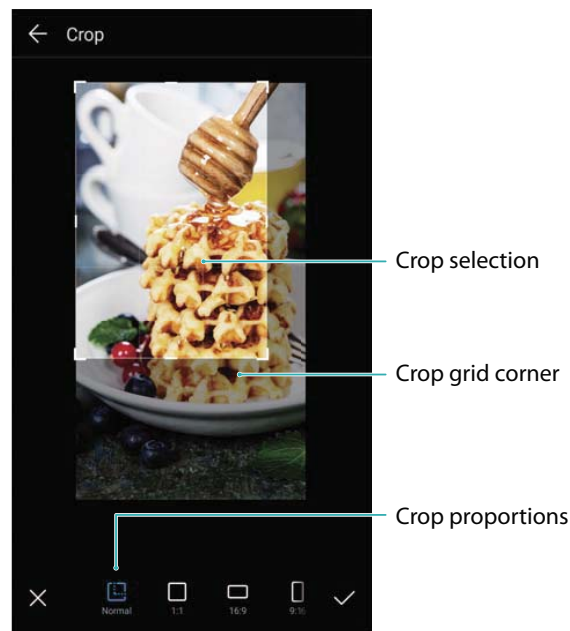 Crop
Crop selection
Crop grid corner
Crop proportions
Normal
1:1
16:9
9:16